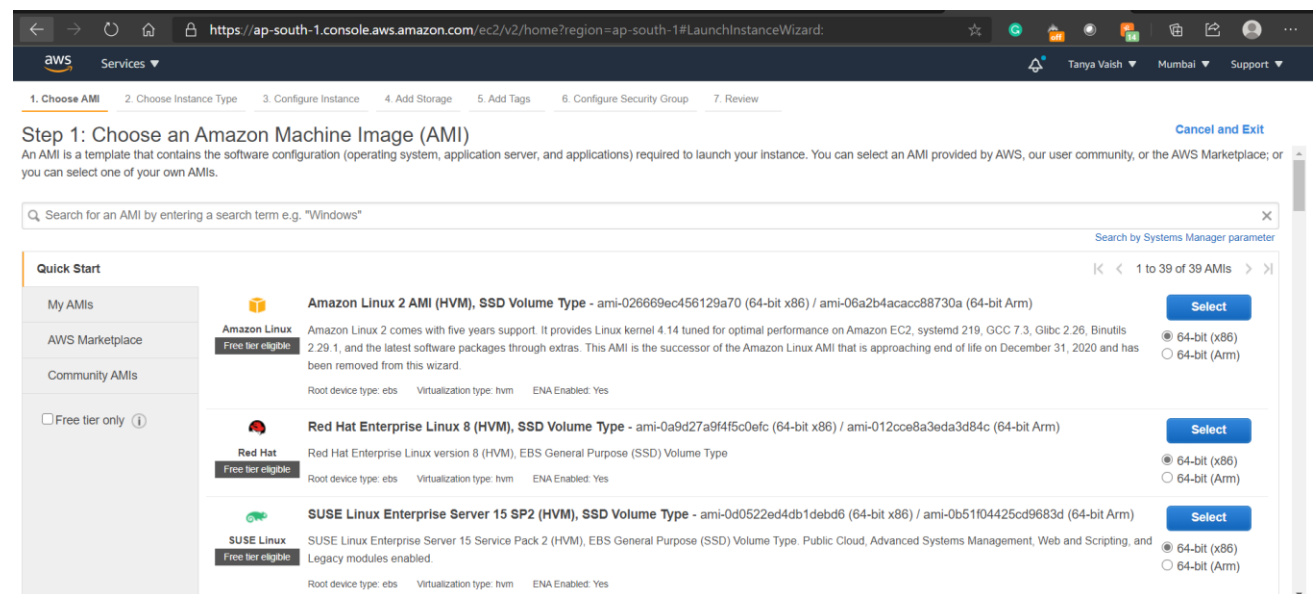 https://ap-south-1.console.aws.amazon.com/ec2/v2/home?region=ap-south-1#LaunchInstanceWizard:
off
14
aws Services ▼ Tanya Vaish ▼ Mumbai ▼ Support ▼
1. Choose AMI 2. Choose Instance Type 3. Configure Instance 4. Add Storage 5. Add Tags 6. Configure Security Group 7. Review
Step 1: Choose an Amazon Machine Image (AMI)
Cancel and Exit
An AMI is a template that contains the software configuration (operating system, application server, and applications) required to launch your instance. You can select an AMI provided by AWS, our user community, or the AWS Marketplace; or
you can select one of your own AMIs.
Search for an AMI by entering a search term e.g. "Windows"
Search by Systems Manager parameter
Quick Start
1 to 39 of 39 AMIs
My AMIs
AWS Marketplace
Community AMIs
Free tier only
Amazon Linux
Free tier eligible
Amazon Linux 2 AMI (HVM), SSD Volume Type - ami-026669ec456129a70 (64-bit x86) / ami-06a2b4acacc88730a (64-bit Arm)
Amazon Linux 2 comes with five years support. It provides Linux kernel 4.14 tuned for optimal performance on Amazon EC2, systemd 219, GCC 7.3, Glibc 2.26, Binutils
2.29.1, and the latest software packages through extras. This AMI is the successor of the Amazon Linux AMI that is approaching end of life on December 31, 2020 and has
been removed from this wizard.
Root device type: ebs Virtualization type: hvm ENA Enabled: Yes
Select
64-bit (x86)
64-bit (Arm)
Red Hat
Free tier eligible
Red Hat Enterprise Linux 8 (HVM), SSD Volume Type - ami-0a9d27a9f4f5c0efc (64-bit x86) / ami-012cce8a3eda3d84c (64-bit Arm)
Red Hat Enterprise Linux version 8 (HVM), EBS General Purpose (SSD) Volume Type
Root device type: ebs Virtualization type: hvm ENA Enabled: Yes
Select
64-bit (x86)
64-bit (Arm)
SUSE Linux
Free tier eligible
SUSE Linux Enterprise Server 15 SP2 (HVM), SSD Volume Type - ami-0d0522ed4db1debd6 (64-bit x86) / ami-0b51f04425cd9683d (64-bit Arm)
SUSE Linux Enterprise Server 15 Service Pack 2 (HVM), EBS General Purpose (SSD) Volume Type. Public Cloud, Advanced Systems Management, Web and Scripting, and
Legacy modules enabled.
Root device type: ebs Virtualization type: hvm ENA Enabled: Yes
Select
64-bit (x86)
64-bit (Arm)